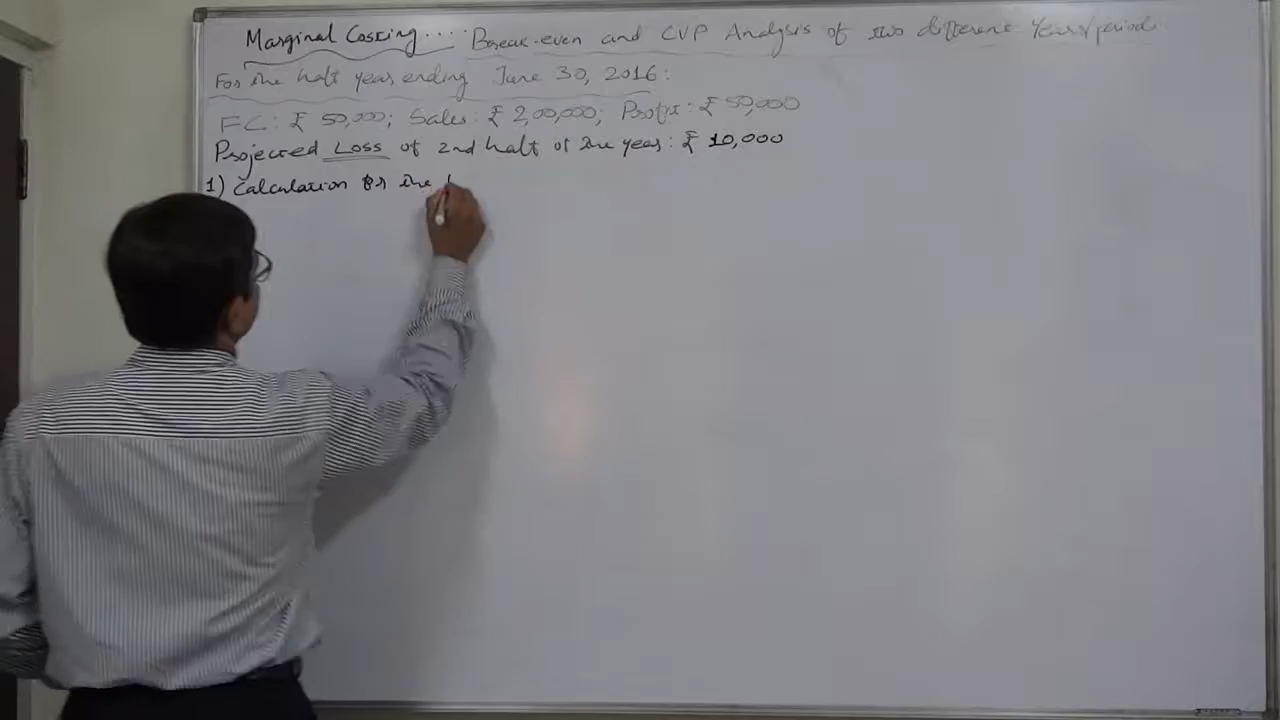 Marginal Costing.... Break-even and CVP Analysis of two different Years/periods
For the half year ending June 30, 2016:
FC: ₹ 50,000; Sales: ₹ 2,00,000; Profit: ₹ 50,000
Projected Loss of 2nd half of the year: ₹ 10,000
1) Calculation for the